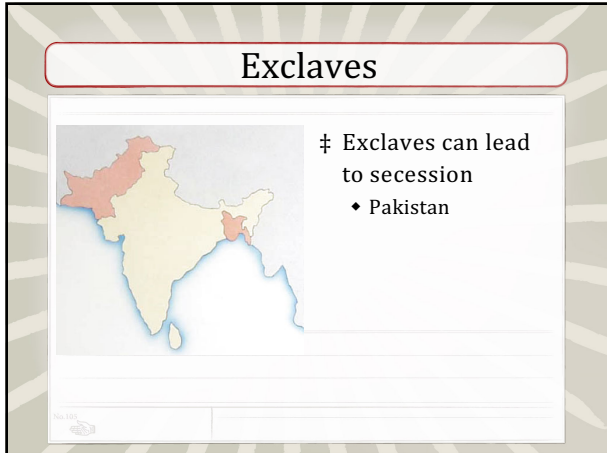 Exclaves
‡ Exclaves can lead
to secession
◆ Pakistan